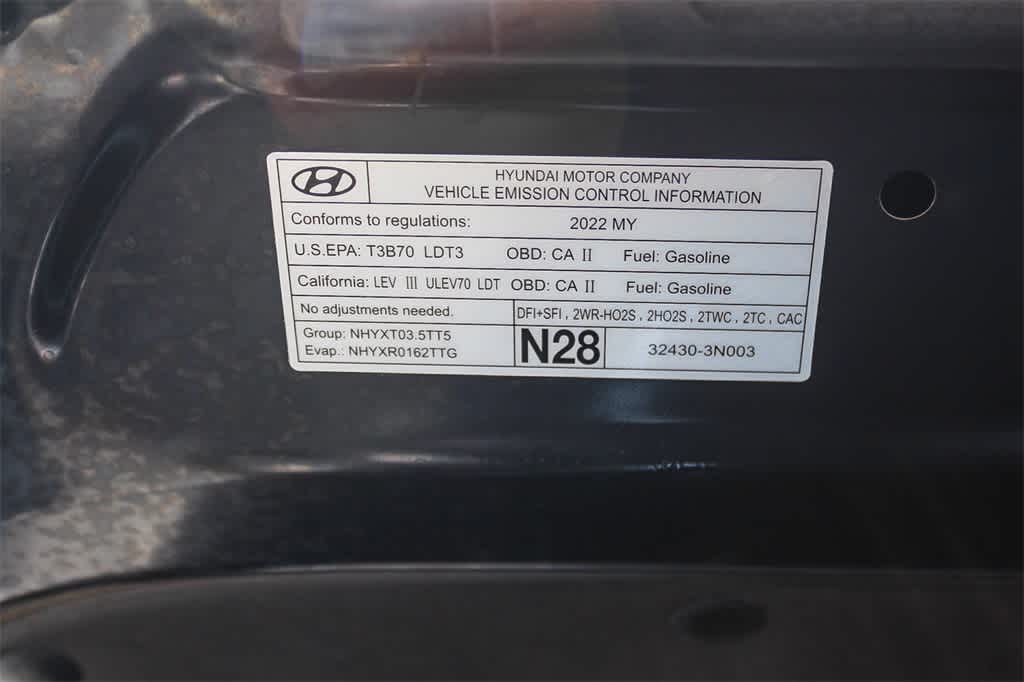 HYUNDAI MOTOR COMPANY
VEHICLE EMISSION CONTROL INFORMATION
Conforms to regulations: 2022 MY
U.S.EPA: T3B70 LDT3 OBD: CA II Fuel: Gasoline
California: LEV III ULEV70 LDT OBD: CA II Fuel: Gasoline
No adjustments needed. DFI+SFI, 2WR-HO2S, 2HO2S, 2TWC, 2TC, CAC
Group: NHYXT03.5TT5
Evap.: NHYXR0162TTG
N28 32430-3N003